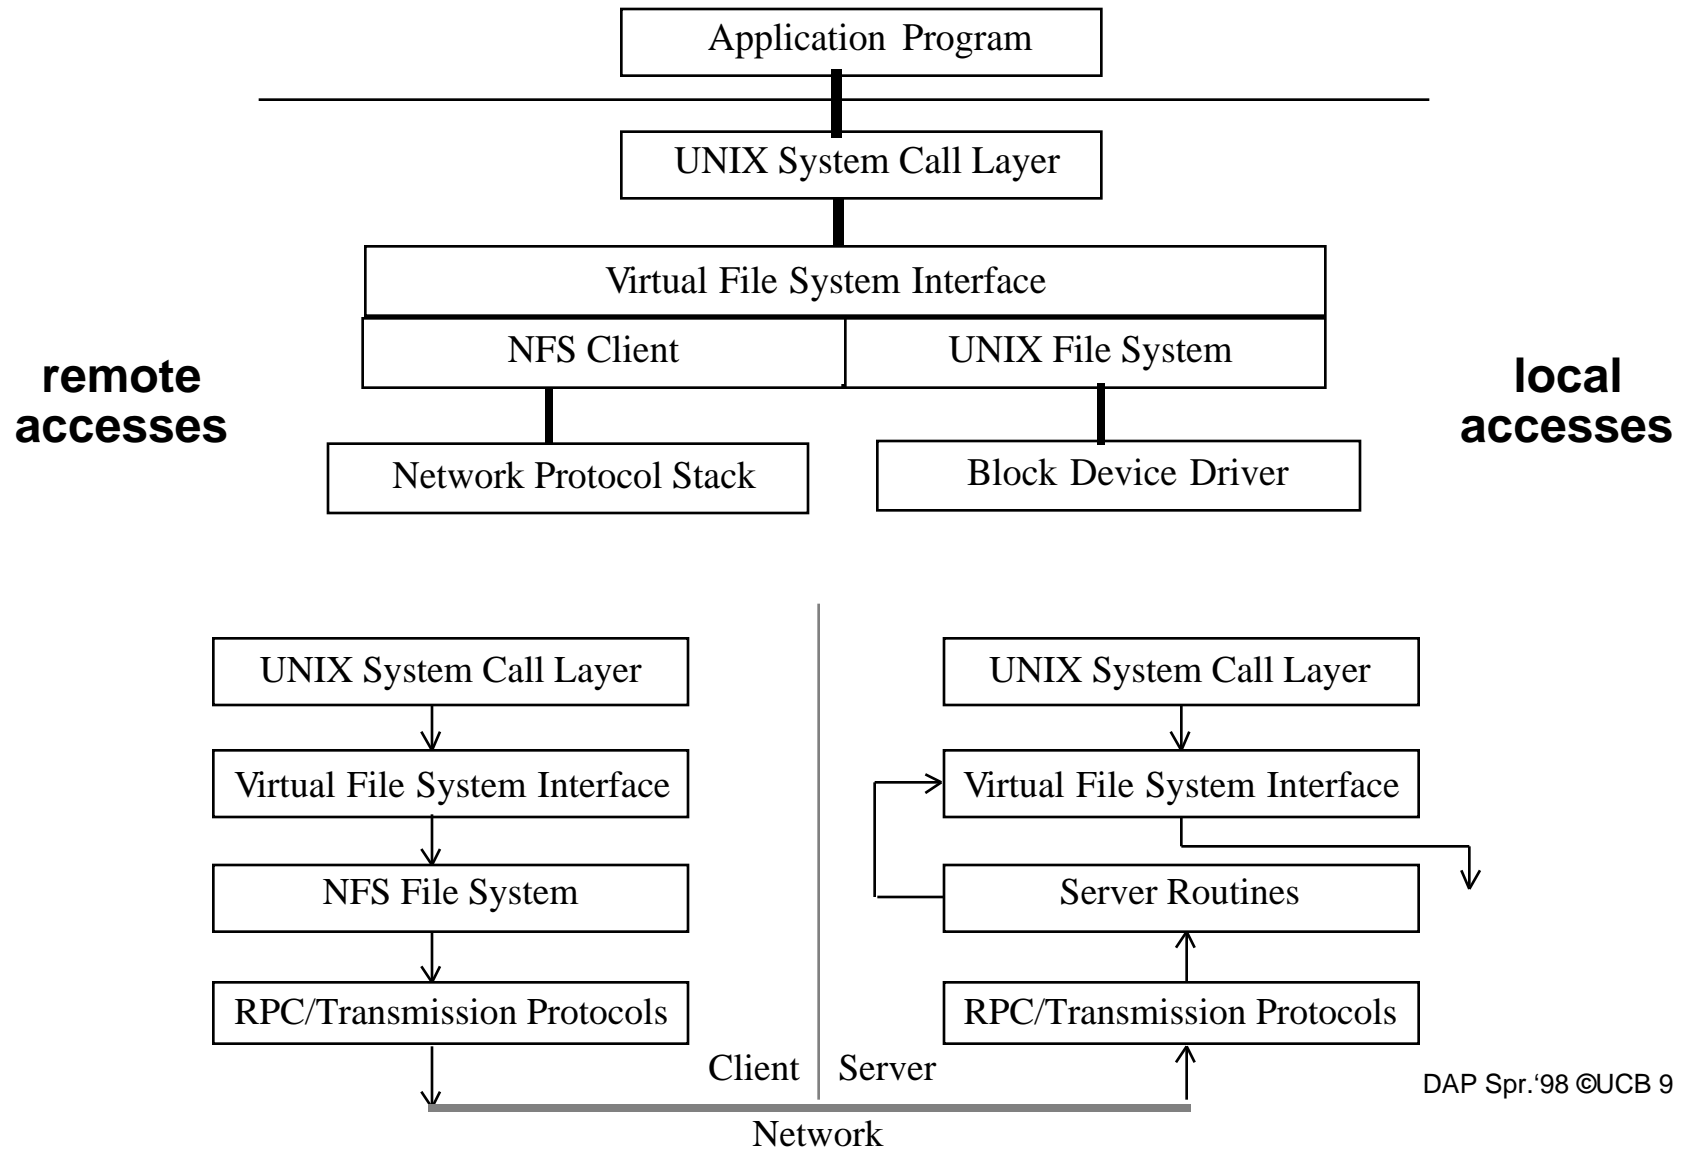 Application Program
UNIX System Call Layer
Virtual File System Interface
NFS Client
UNIX File System
remote
accesses
local
accesses
Network Protocol Stack
Block Device Driver
UNIX System Call Layer
Virtual File System Interface
NFS File System
RPC/Transmission Protocols
UNIX System Call Layer
Virtual File System Interface
Server Routines
RPC/Transmission Protocols
Client
Server
Network
DAP Spr.‘98 ©UCB 9